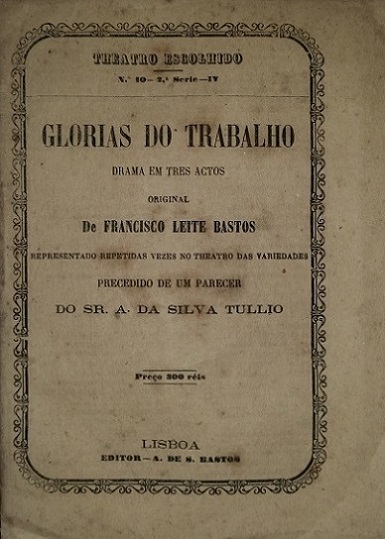 THEATRO ESCOLHIDO
N.º 10—2.ª Serie—IV
GLORIAS DO TRABALHO
DRAMA EM TRES ACTOS
ORIGINAL
De FRANCISCO LEITE BASTOS
REPRESENTADO REPETIDAS VEZES NO THEATRO DAS VARIEDADES
PRECEDIDO DE UM PARECER
DO SR. A. DA SILVA TULLIO
Preço 300 réis
LISBOA
EDITOR—A. DE S. BASTOS